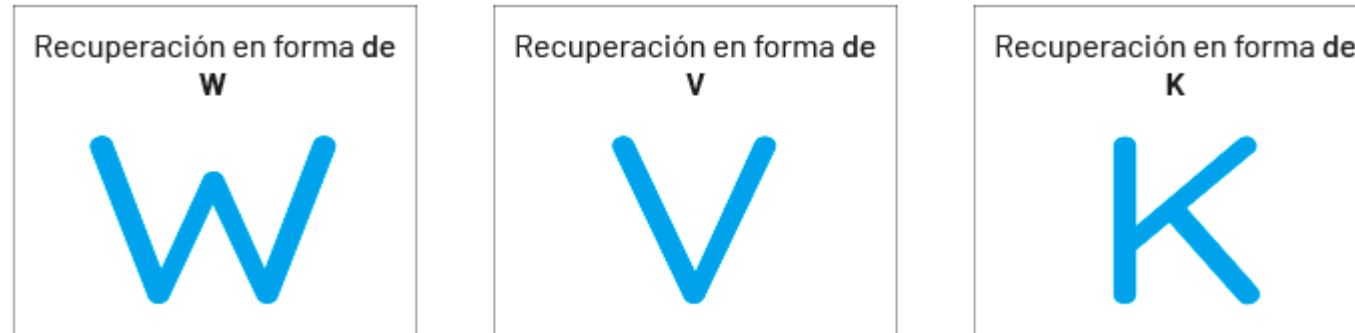 Recuperación en forma de
W
Recuperación en forma de
V
Recuperación en forma de
K
W
V
K